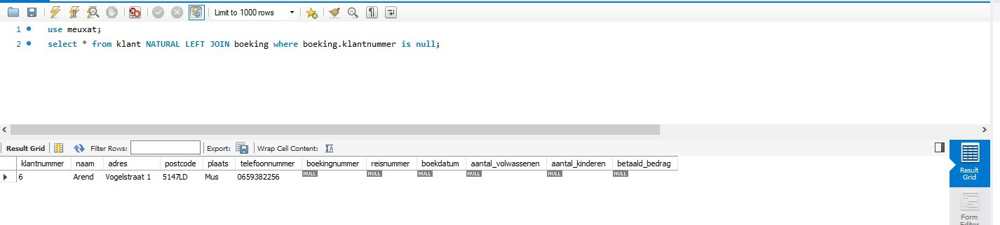 Limit to 1000 rows
1 use meuxat;
2 select * from klant NATURAL LEFT JOIN boeking where boeking.klantnummer is null;
Result Grid Filter Rows: Export: Wrap Cell Content:
klantnummer naam adres postcode plaats telefoonnummer boekingnummer reisnummer boekdatum aantal_volwassenen aantal_kinderen betaald_bedrag
6 Arend Vogelstraat 1 5147LD Mus 0659382256 NULL NULL NULL NULL NULL NULL
Result
Grid
Form
Editor